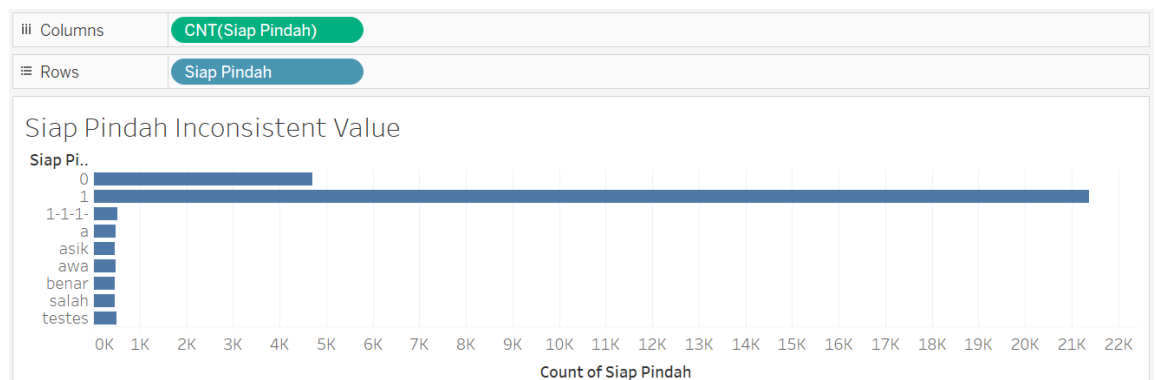 Columns CNT(Siap Pindah)
Rows Siap Pindah
Siap Pindah Inconsistent Value
Siap Pi..
0
1
1-1-1-
a
asik
awa
benar
salah
testes
0K 1K 2K 3K 4K 5K 6K 7K 8K 9K 10K 11K 12K 13K 14K 15K 16K 17K 18K 19K 20K 21K 22K
Count of Siap Pindah